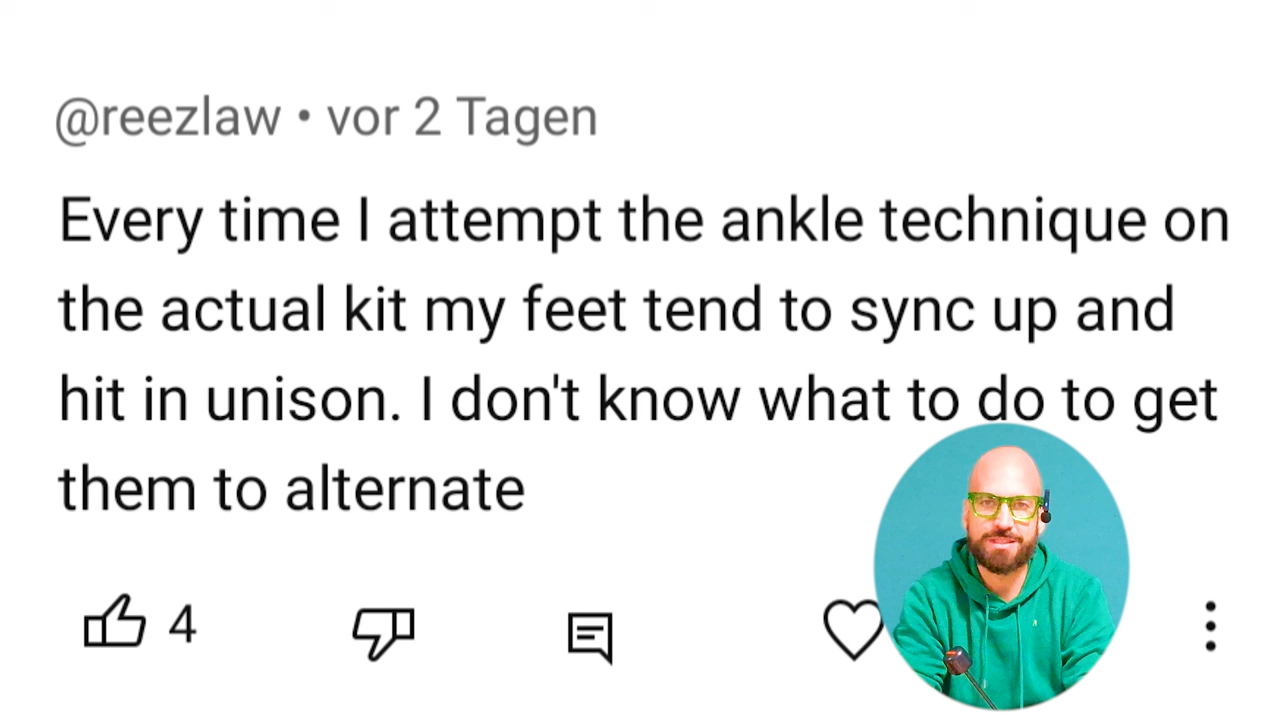 @reezlaw • vor 2 Tagen
Every time I attempt the ankle technique on
the actual kit my feet tend to sync up and
hit in unison. I don't know what to do to get
them to alternate
4